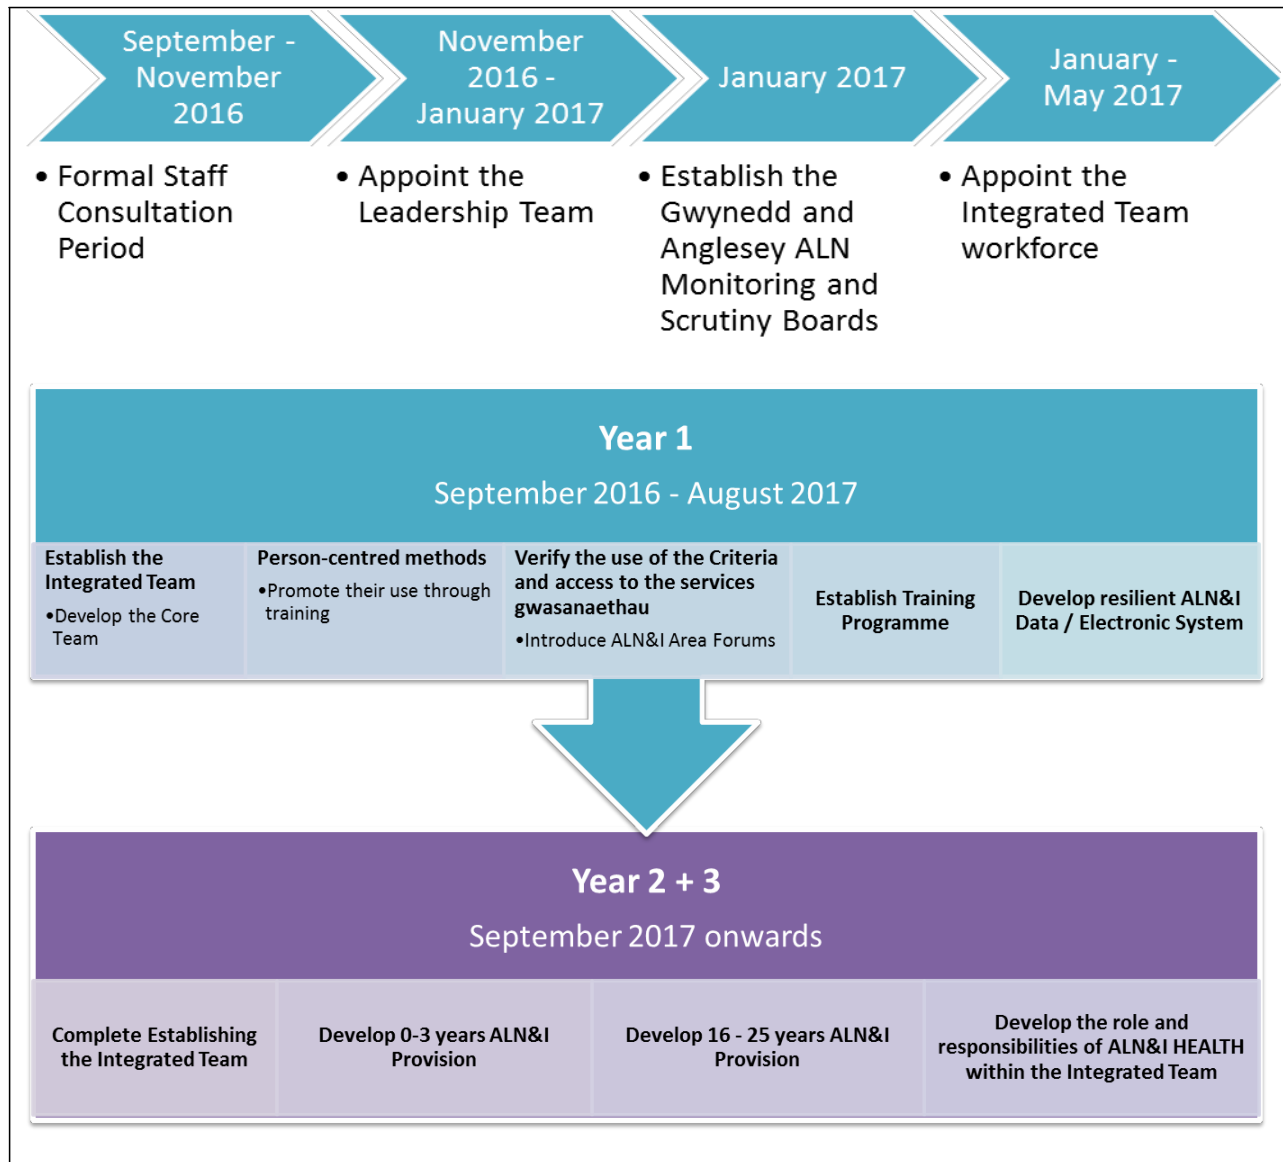 September -
November
2016
November
2016 -
January 2017
January 2017
January -
May 2017
• Formal Staff
Consultation
Period
• Appoint the
Leadership Team
• Establish the
Gwynedd and
Anglesey ALN
Monitoring and
Scrutiny Boards
• Appoint the
Integrated Team
workforce
Year 1
September 2016 - August 2017
Establish the
Integrated Team
•Develop the Core
Team
Person-centred methods
•Promote their use through
training
Verify the use of the Criteria
and access to the services
gwasanaethau
•Introduce ALN&I Area Forums
Establish Training
Programme
Develop resilient ALN&I
Data / Electronic System
Year 2 + 3
September 2017 onwards
Complete Establishing
the Integrated Team
Develop 0-3 years ALN&I
Provision
Develop 16 - 25 years ALN&I
Provision
Develop the role and
responsibilities of ALN&I HEALTH
within the Integrated Team